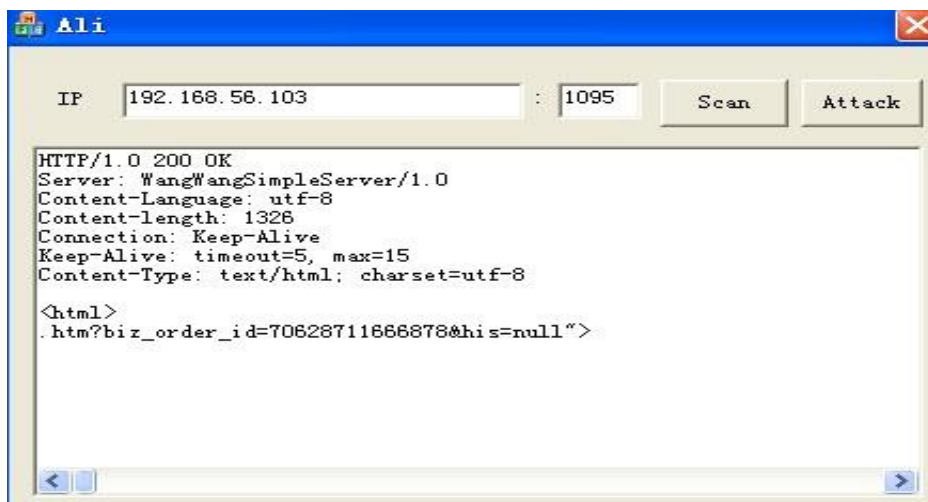 Ali
IP 192.168.56.103 : 1095 Scan Attack
HTTP/1.0 200 OK
Server: WangWangSimpleServer/1.0
Content-Language: utf-8
Content-length: 1326
Connection: Keep-Alive
Keep-Alive: timeout=5, max=15
Content-Type: text/html; charset=utf-8
<html>
.htm?biz_order_id=70628711666878&his=null">